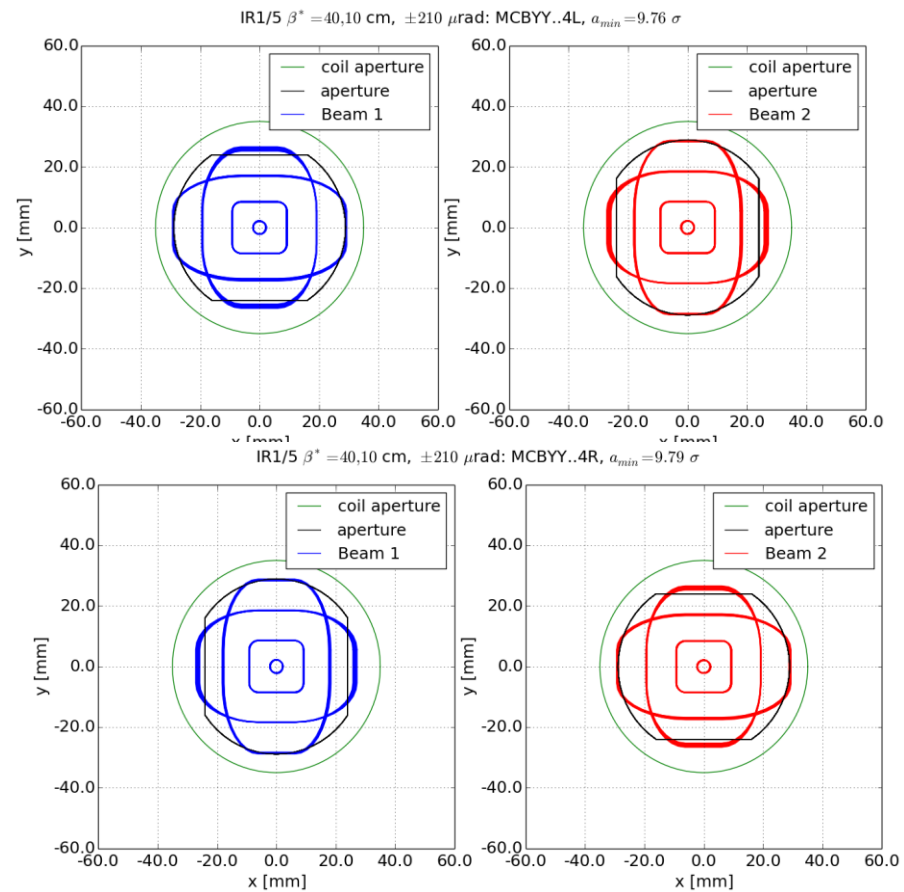 IR1/5 β* =40,10 cm, ±210 μrad: MCBYY..4L, a_min=9.76 σ
60.0
40.0
20.0
0.0
-20.0
-40.0
-60.0
y [mm]
coil aperture
aperture
Beam 1
-60.0 -40.0 -20.0 0.0 20.0 40.0 60.0
x [mm]
60.0
40.0
20.0
0.0
-20.0
-40.0
-60.0
y [mm]
coil aperture
aperture
Beam 2
-60.0 -40.0 -20.0 0.0 20.0 40.0 60.0
x [mm]
IR1/5 β* =40,10 cm, ±210 μrad: MCBYY..4R, a_min=9.79 σ
60.0
40.0
20.0
0.0
-20.0
-40.0
-60.0
y [mm]
coil aperture
aperture
Beam 1
-60.0 -40.0 -20.0 0.0 20.0 40.0 60.0
x [mm]
60.0
40.0
20.0
0.0
-20.0
-40.0
-60.0
y [mm]
coil aperture
aperture
Beam 2
-60.0 -40.0 -20.0 0.0 20.0 40.0 60.0
x [mm]